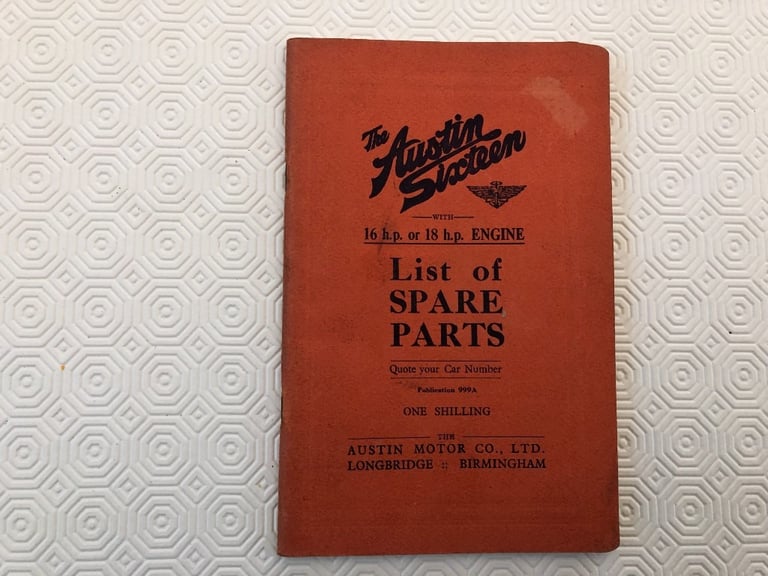 The
Austin
Sixteen
WITH
16 h.p. or 18 h.p. ENGINE
List of
SPARE
PARTS
Quote your Car Number
Publication 999A
ONE SHILLING
THE
AUSTIN MOTOR CO., LTD.
LONGBRIDGE :: BIRMINGHAM